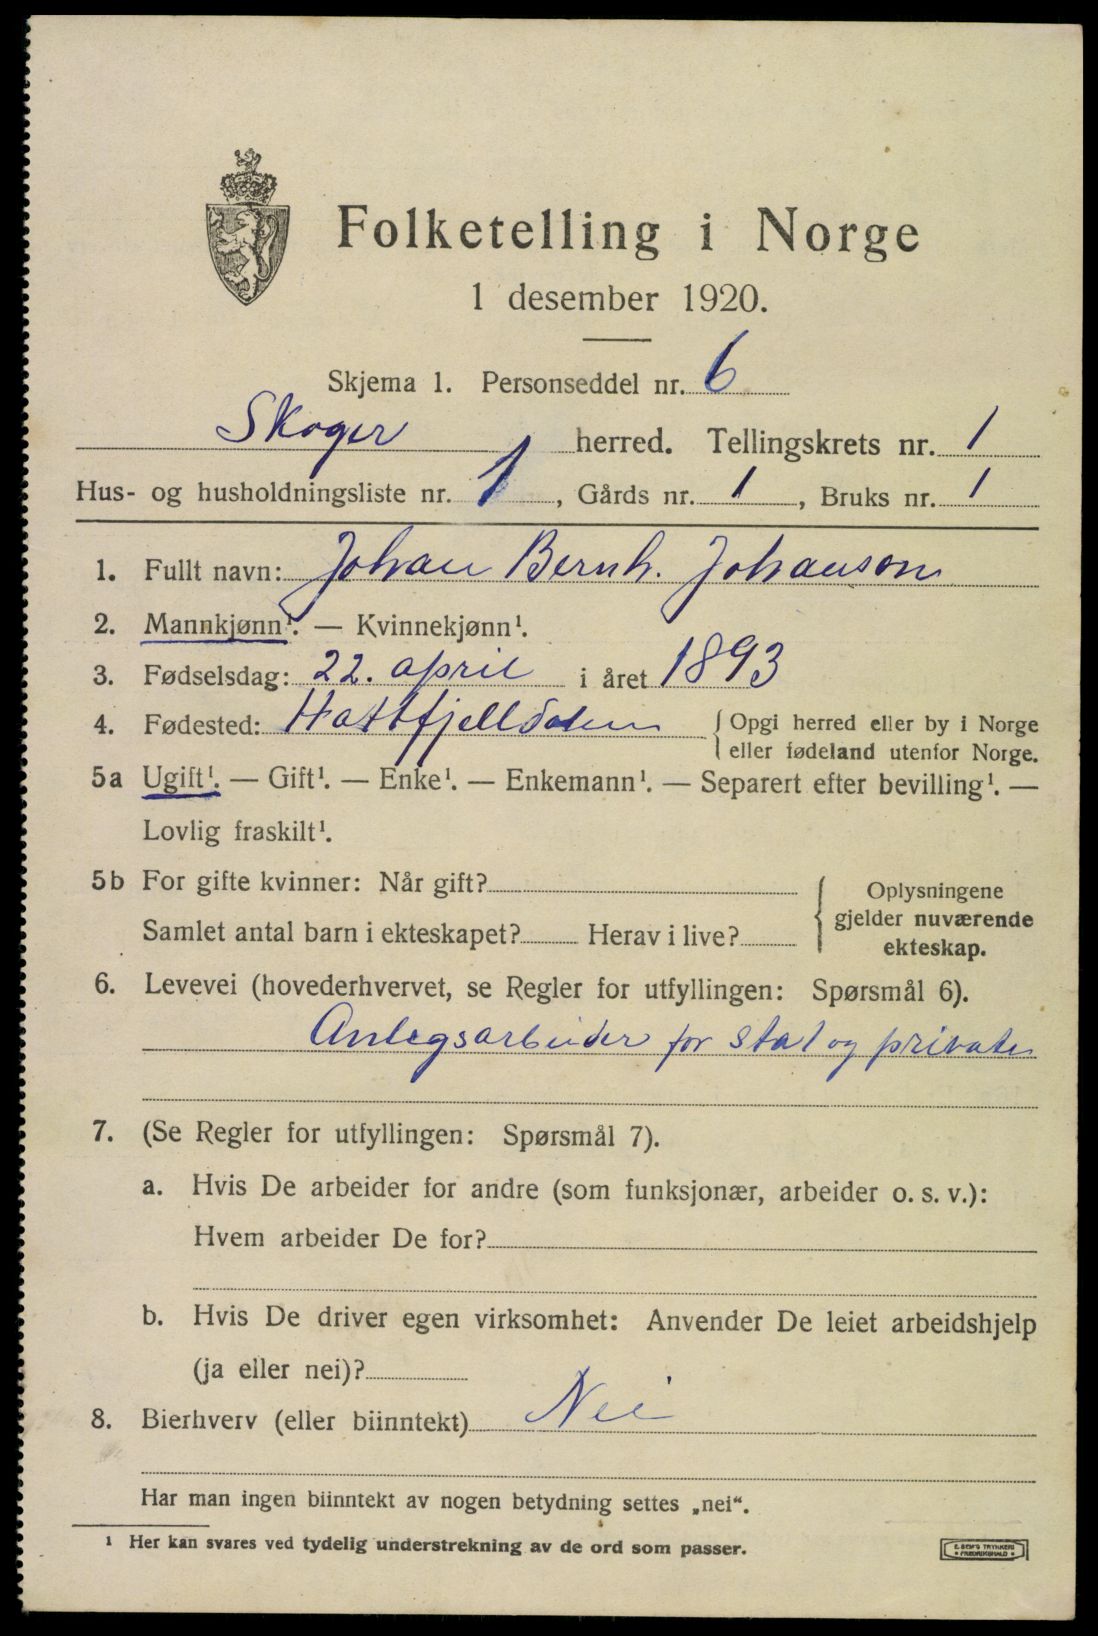 Folketelling i Norge
1 desember 1920.
Skjema 1. Personseddel nr. 6
Skoger herred. Tellingskrets nr. 1
Hus- og husholdningsliste nr. 1, Gårds nr. 1, Bruks nr. 1
1. Fullt navn: Johan Bernh. Johanson
2. Mannkjønn¹. — Kvinnekjønn¹.
3. Fødselsdag: 22. april i året 1893
4. Fødested: Hattfjelldalen { Opgi herred eller by i Norge
eller fødeland utenfor Norge.
5a Ugift¹. — Gift¹. — Enke¹. — Enkemann¹. — Separert efter bevilling¹. —
Lovlig fraskilt¹.
5b For gifte kvinner: Når gift?
Samlet antal barn i ekteskapet? Herav i live?
{ Oplysningene
gjelder nuværende
ekteskap.
6. Levevei (hovederhvervet, se Regler for utfyllingen: Spørsmål 6).
Anlegsarbeider for stat og private
7. (Se Regler for utfyllingen: Spørsmål 7).
a. Hvis De arbeider for andre (som funksjonær, arbeider o. s. v.):
Hvem arbeider De for?
b. Hvis De driver egen virksomhet: Anvender De leiet arbeidshjelp
(ja eller nei)?
8. Bierhverv (eller biinntekt) Nei
Har man ingen biinntekt av nogen betydning settes „nei“.
¹ Her kan svares ved tydelig understrekning av de ord som passer.
E. SEM'S TRYKKERI
• FREDRIKSHALD •